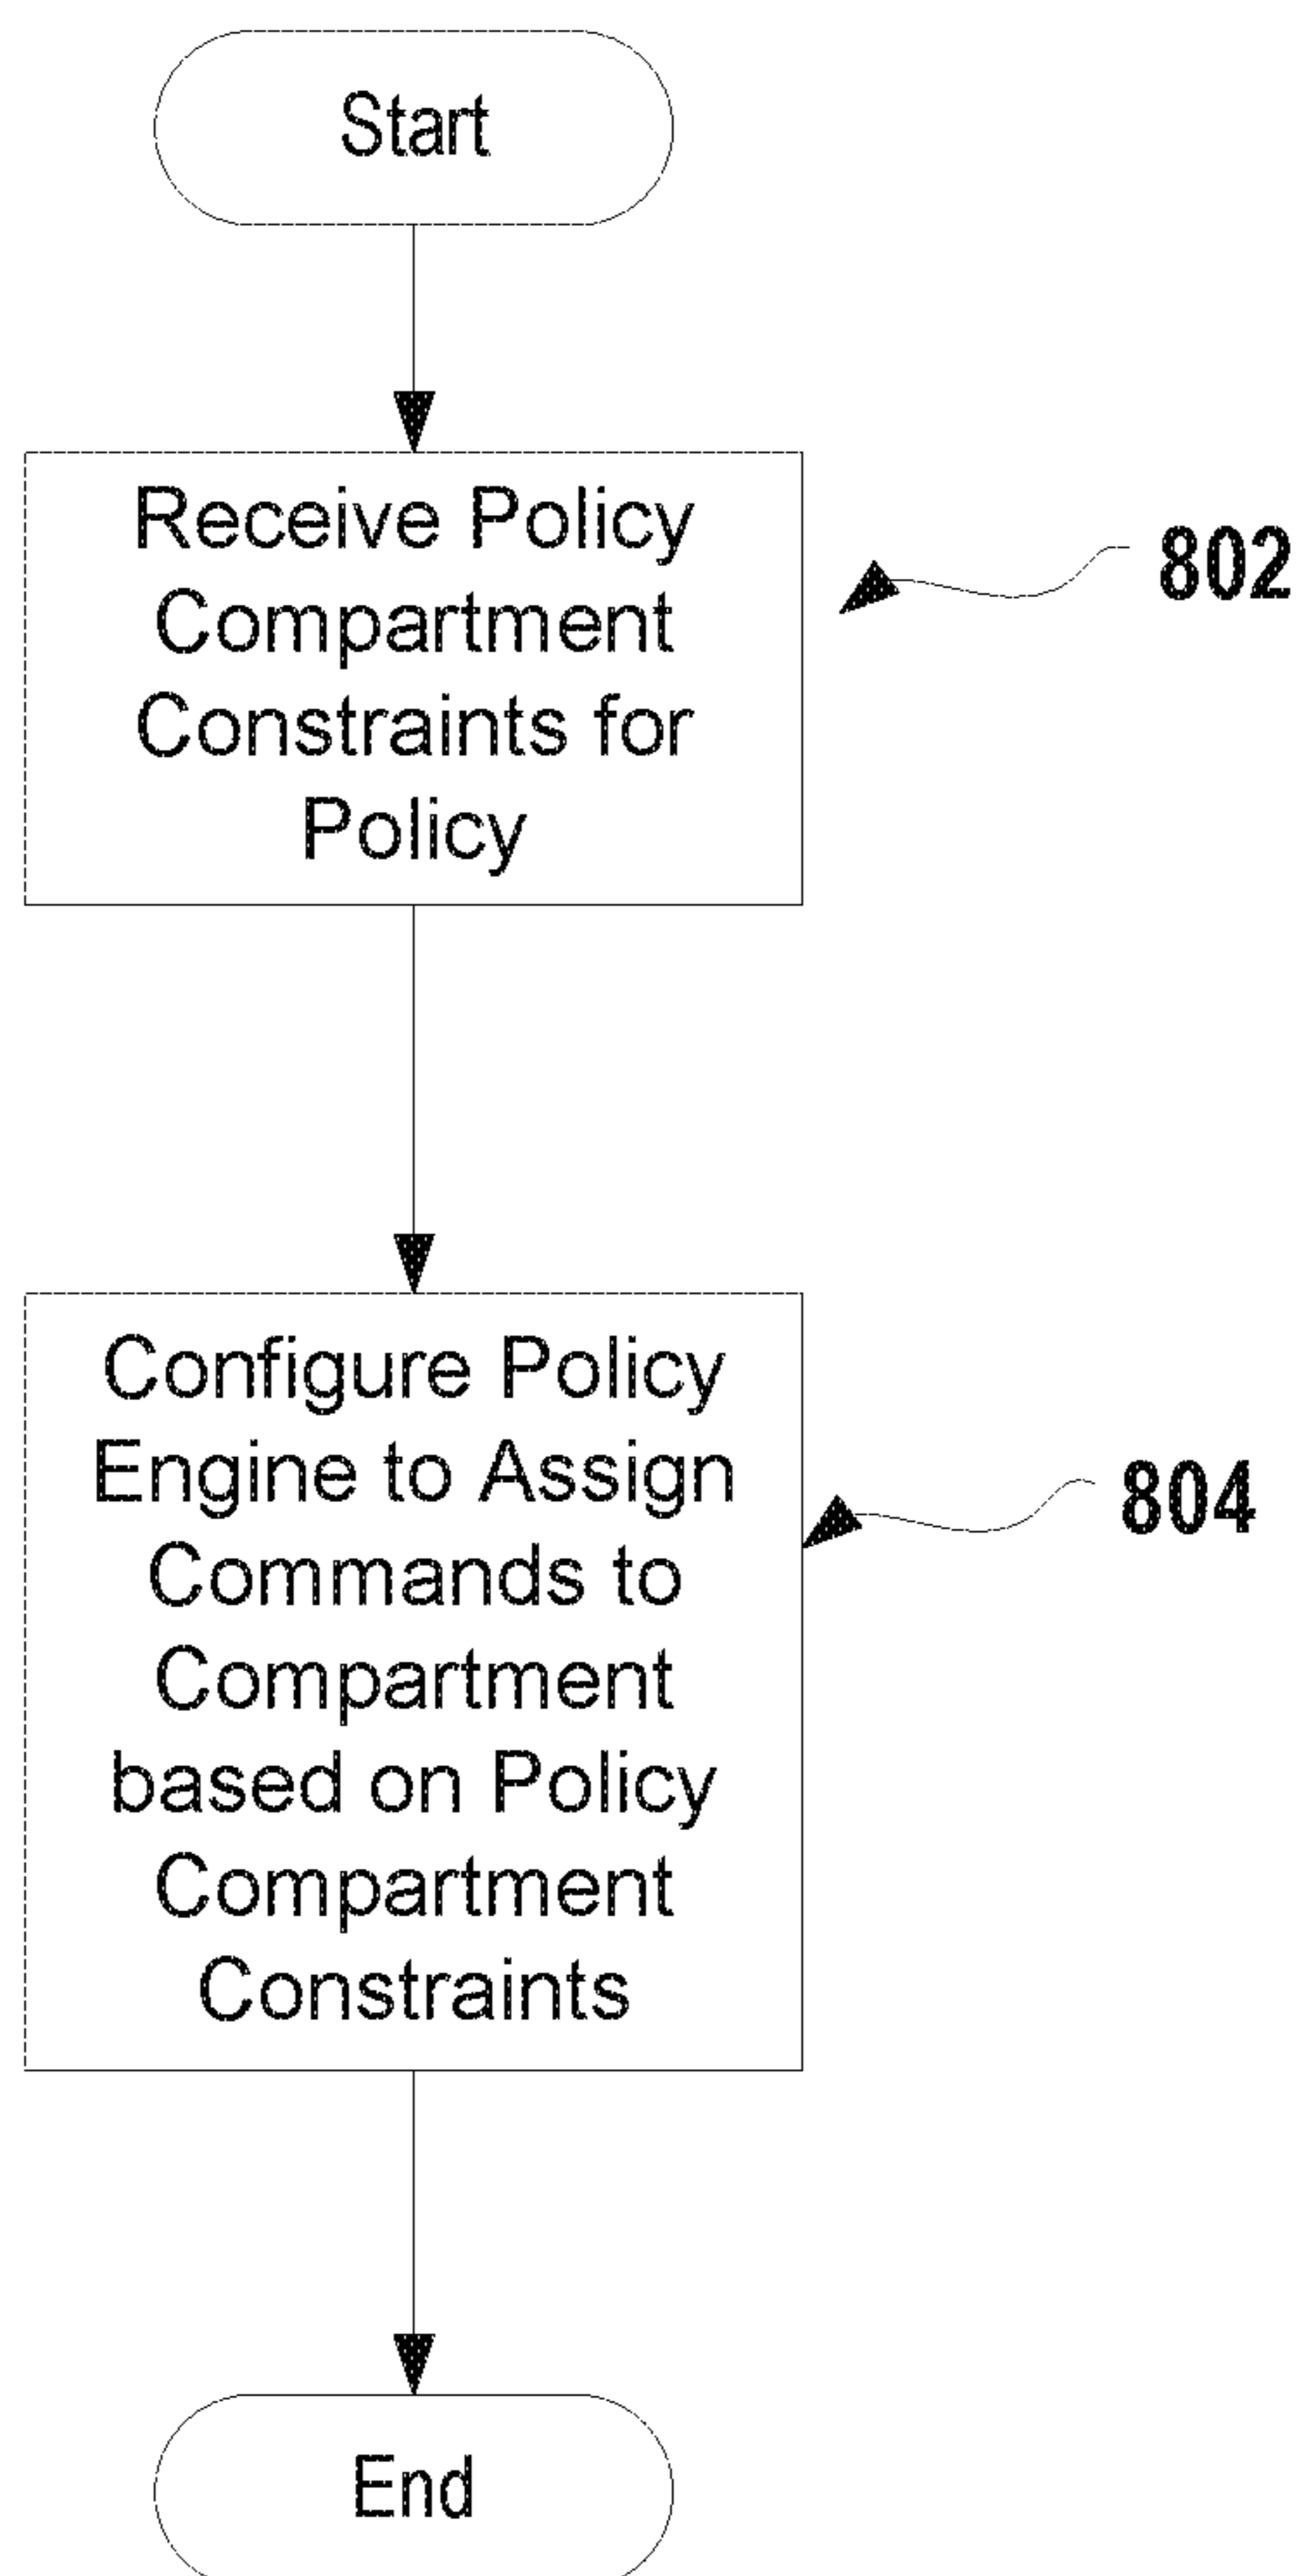 Start
Receive Policy
Compartment
Constraints for
Policy
802
Configure Policy
Engine to Assign
Commands to
Compartment
based on Policy
Compartment
Constraints
804
End